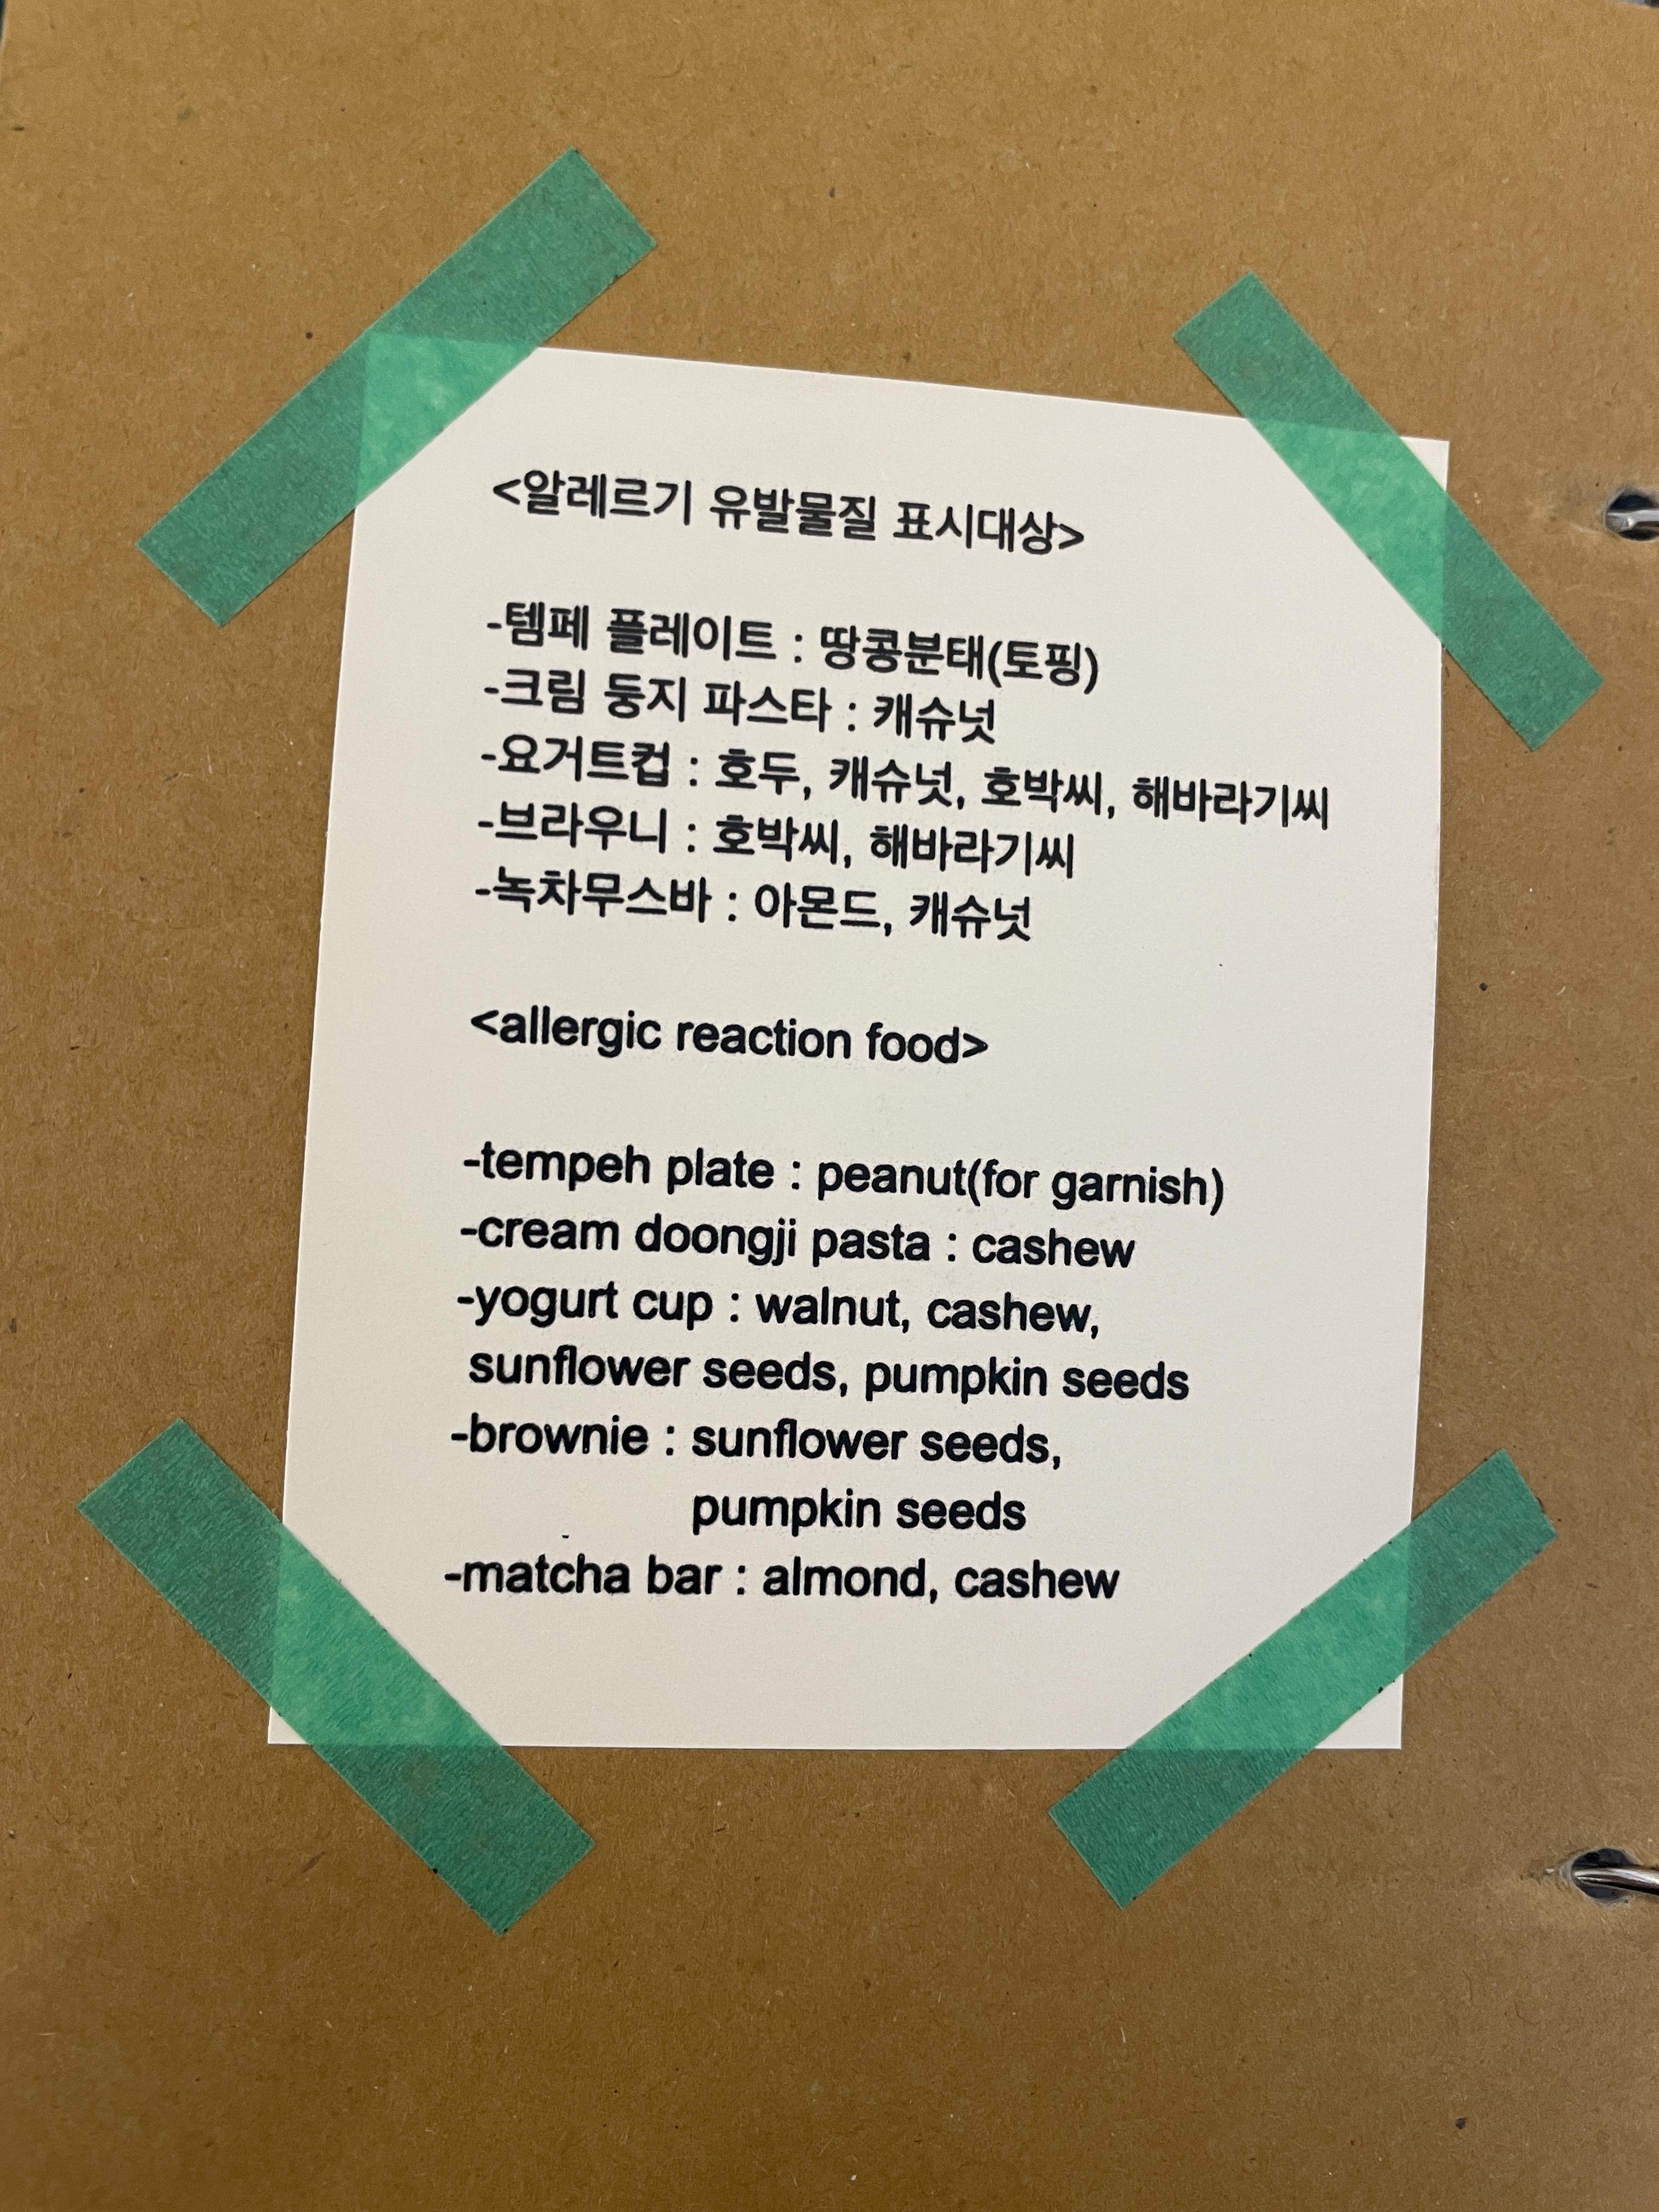 <알레르기 유발물질 표시대상>
-템페 플레이트 : 땅콩분태(토핑)
-크림 둥지 파스타 : 캐슈넛
-요거트컵 : 호두, 캐슈넛, 호박씨, 해바라기씨
-브라우니 : 호박씨, 해바라기씨
-녹차무스바 : 아몬드, 캐슈넛
<allergic reaction food>
-tempeh plate : peanut(for garnish)
-cream doongji pasta : cashew
-yogurt cup : walnut, cashew,
sunflower seeds, pumpkin seeds
-brownie : sunflower seeds,
pumpkin seeds
-matcha bar : almond, cashew